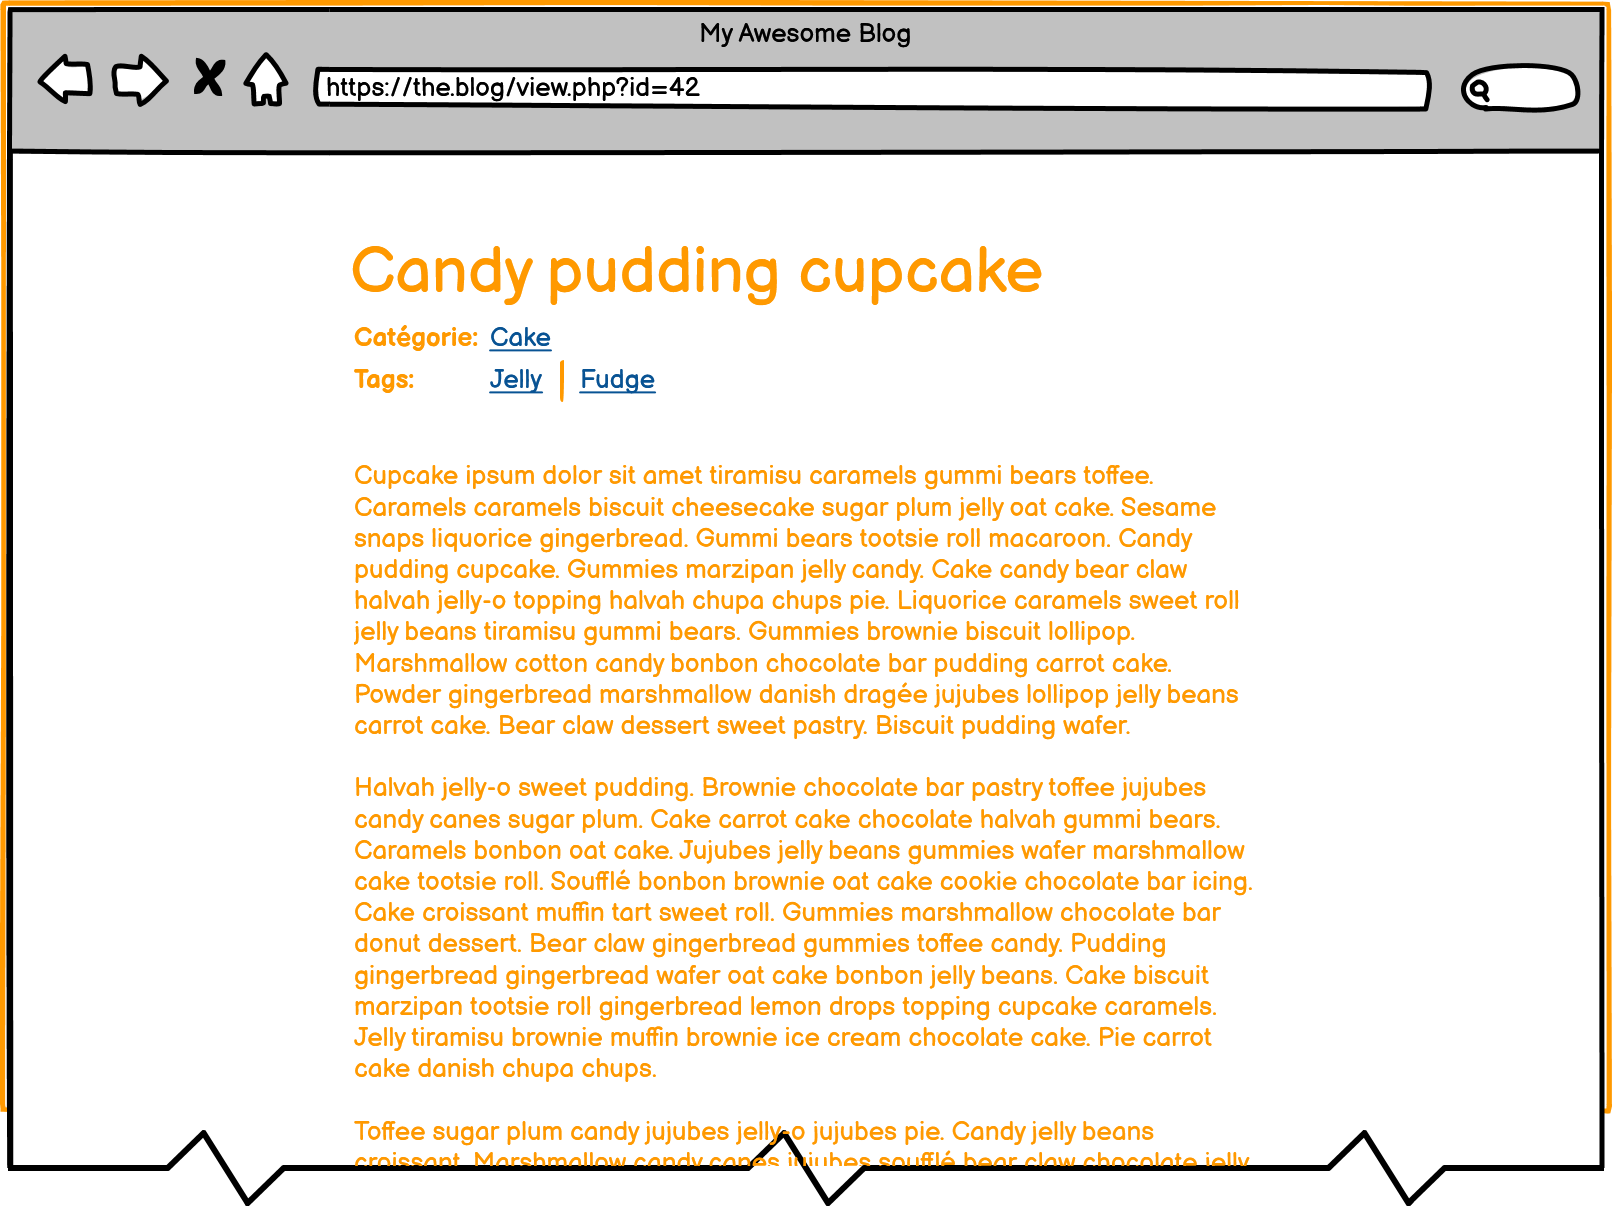 My Awesome Blog
https://the.blog/view.php?id=42
Candy pudding cupcake
Catégorie: Cake
Tags: Jelly | Fudge
Cupcake ipsum dolor sit amet tiramisu caramels gummi bears toffee.
Caramels caramels biscuit cheesecake sugar plum jelly oat cake. Sesame
snaps liquorice gingerbread. Gummi bears tootsie roll macaroon. Candy
pudding cupcake. Gummies marzipan jelly candy. Cake candy bear claw
halvah jelly-o topping halvah chupa chups pie. Liquorice caramels sweet roll
jelly beans tiramisu gummi bears. Gummies brownie biscuit lollipop.
Marshmallow cotton candy bonbon chocolate bar pudding carrot cake.
Powder gingerbread marshmallow danish dragée jujubes lollipop jelly beans
carrot cake. Bear claw dessert sweet pastry. Biscuit pudding wafer.
Halvah jelly-o sweet pudding. Brownie chocolate bar pastry toffee jujubes
candy canes sugar plum. Cake carrot cake chocolate halvah gummi bears.
Caramels bonbon oat cake. Jujubes jelly beans gummies wafer marshmallow
cake tootsie roll. Soufflé bonbon brownie oat cake cookie chocolate bar icing.
Cake croissant muffin tart sweet roll. Gummies marshmallow chocolate bar
donut dessert. Bear claw gingerbread gummies toffee candy. Pudding
gingerbread gingerbread wafer oat cake bonbon jelly beans. Cake biscuit
marzipan tootsie roll gingerbread lemon drops topping cupcake caramels.
Jelly tiramisu brownie muffin brownie ice cream chocolate cake. Pie carrot
cake danish chupa chups.
Toffee sugar plum candy jujubes jelly-o jujubes pie. Candy jelly beans
croissant. Marshmallow candy canes jujubes soufflé bear claw chocolate jelly